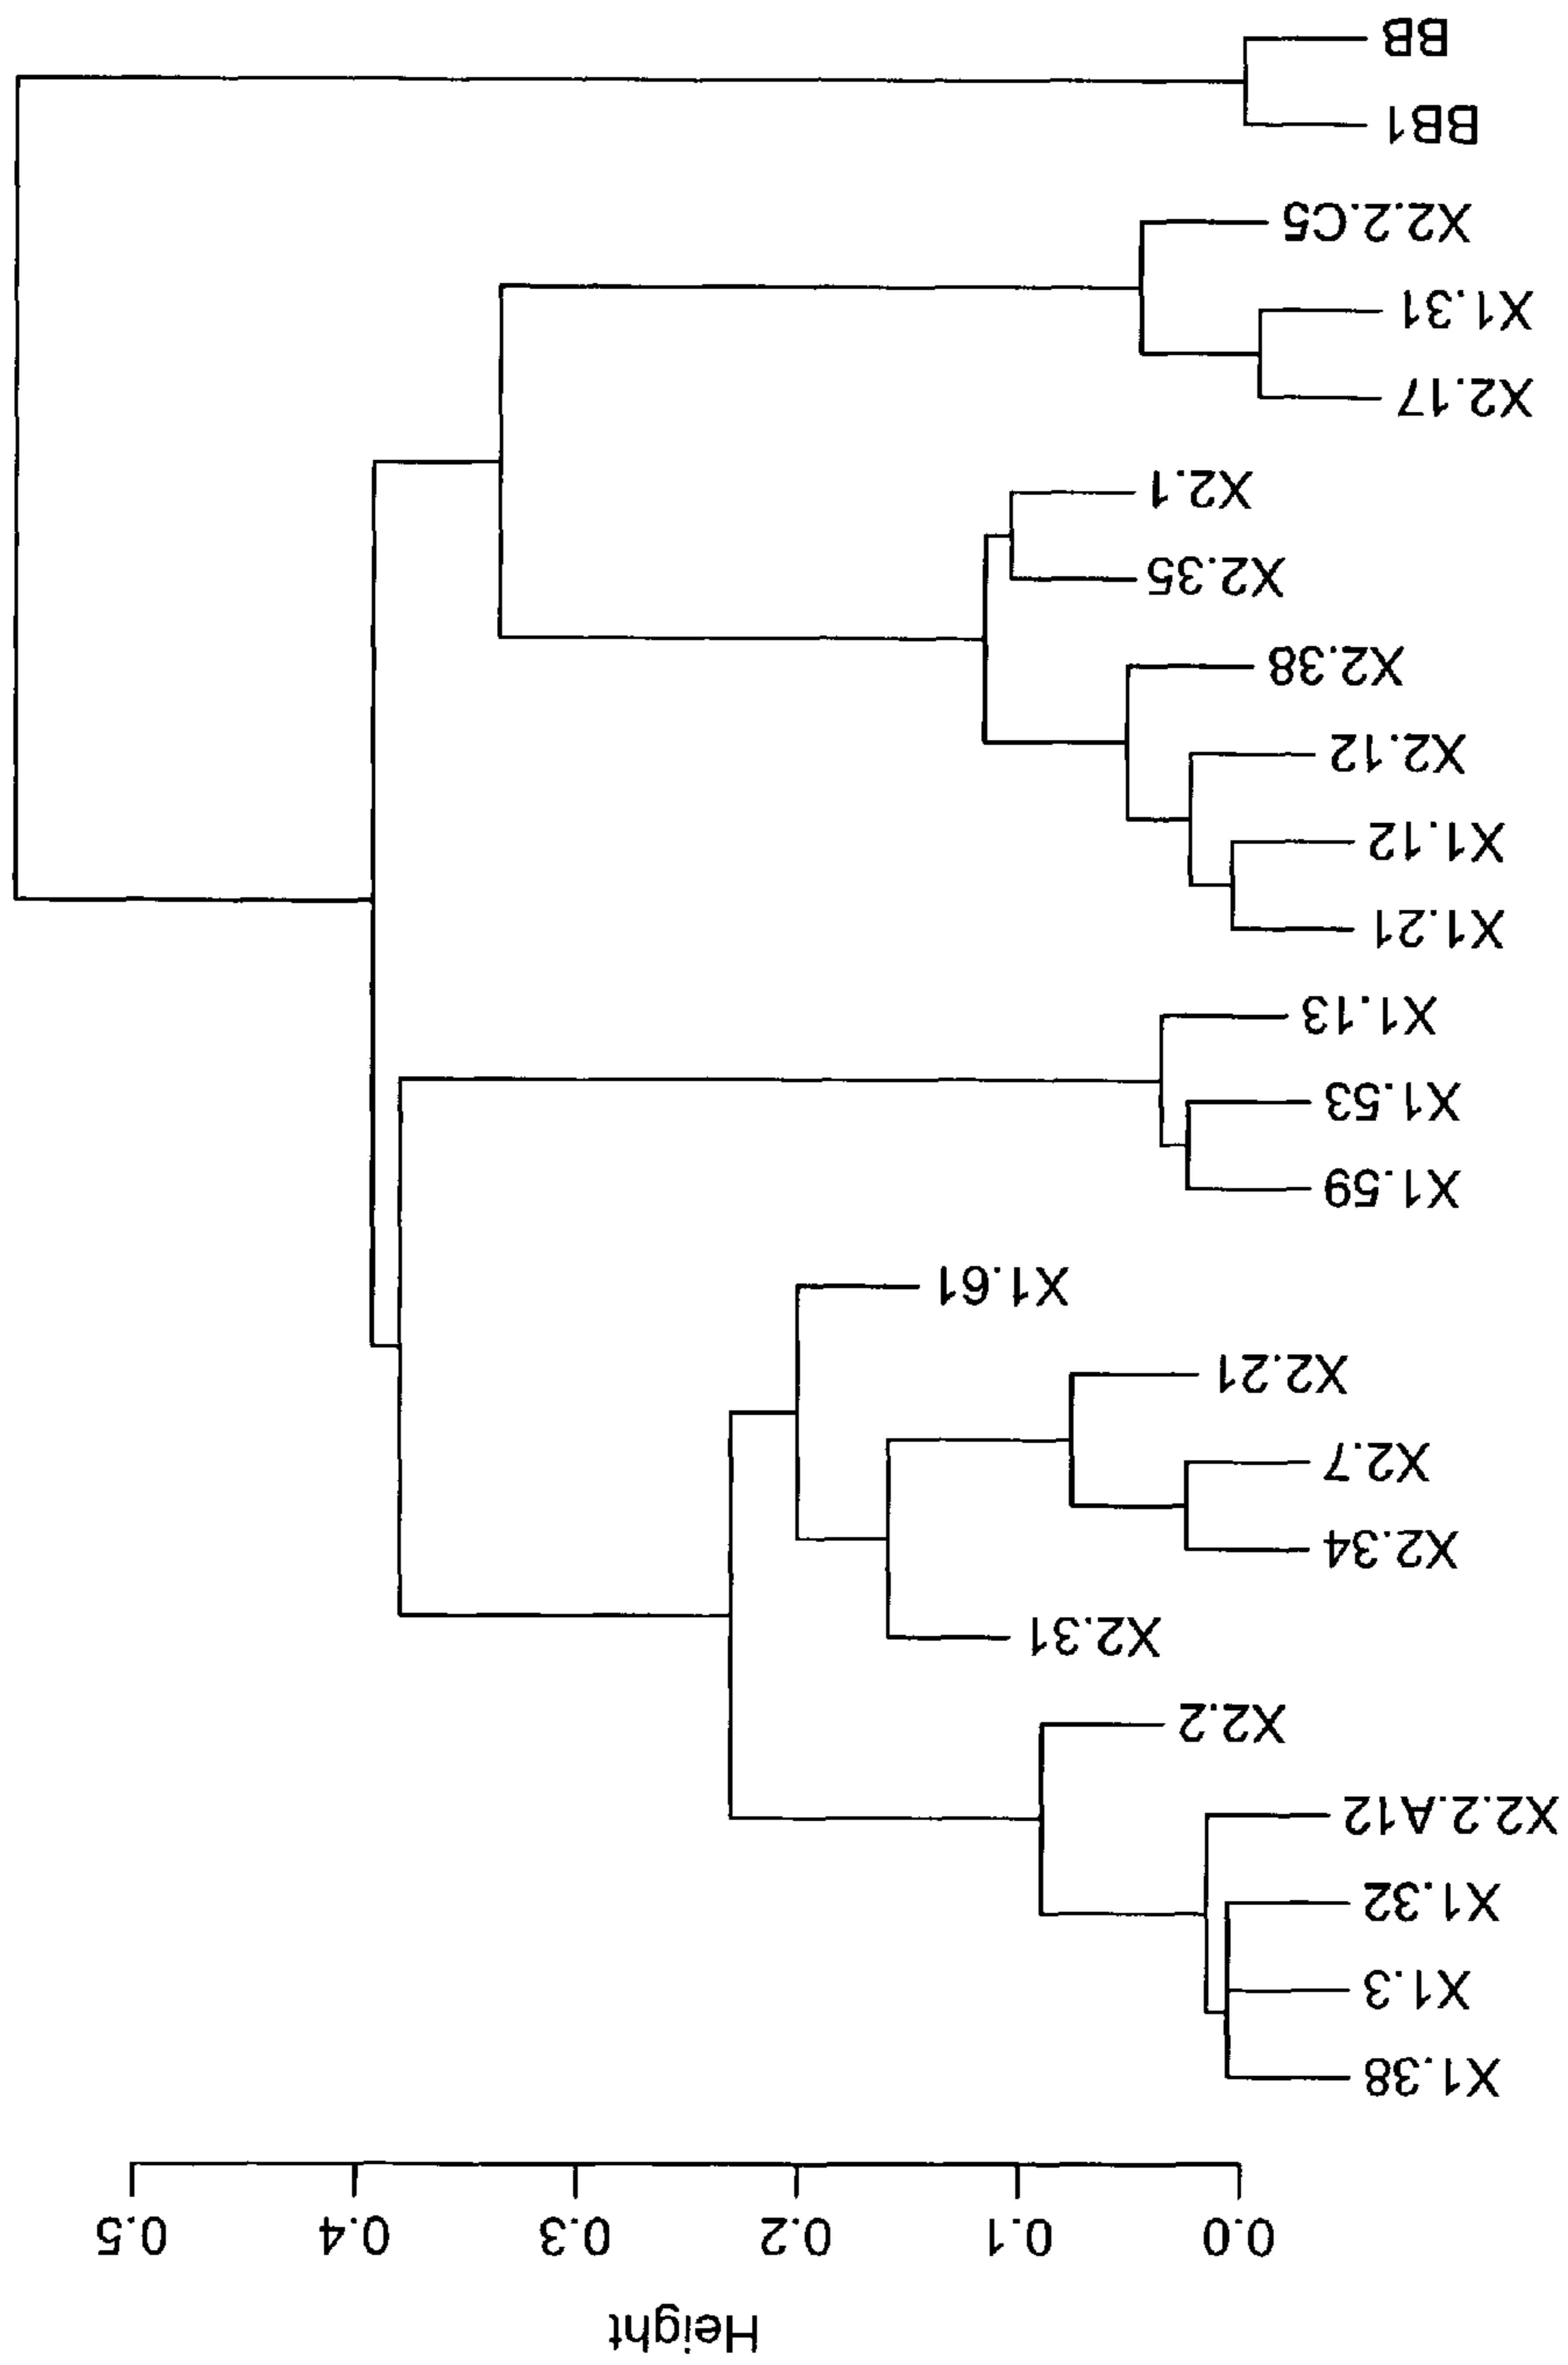 Height
0.0 0.1 0.2 0.3 0.4 0.5
X1.38
X1.3
X1.32
X2.2.A12
X2.2
X2.31
X2.34
X2.7
X2.21
X1.61
X1.59
X1.53
X1.13
X1.21
X1.12
X2.12
X2.38
X2.35
X2.1
X2.17
X1.31
X2.2.C5
BB1
BB